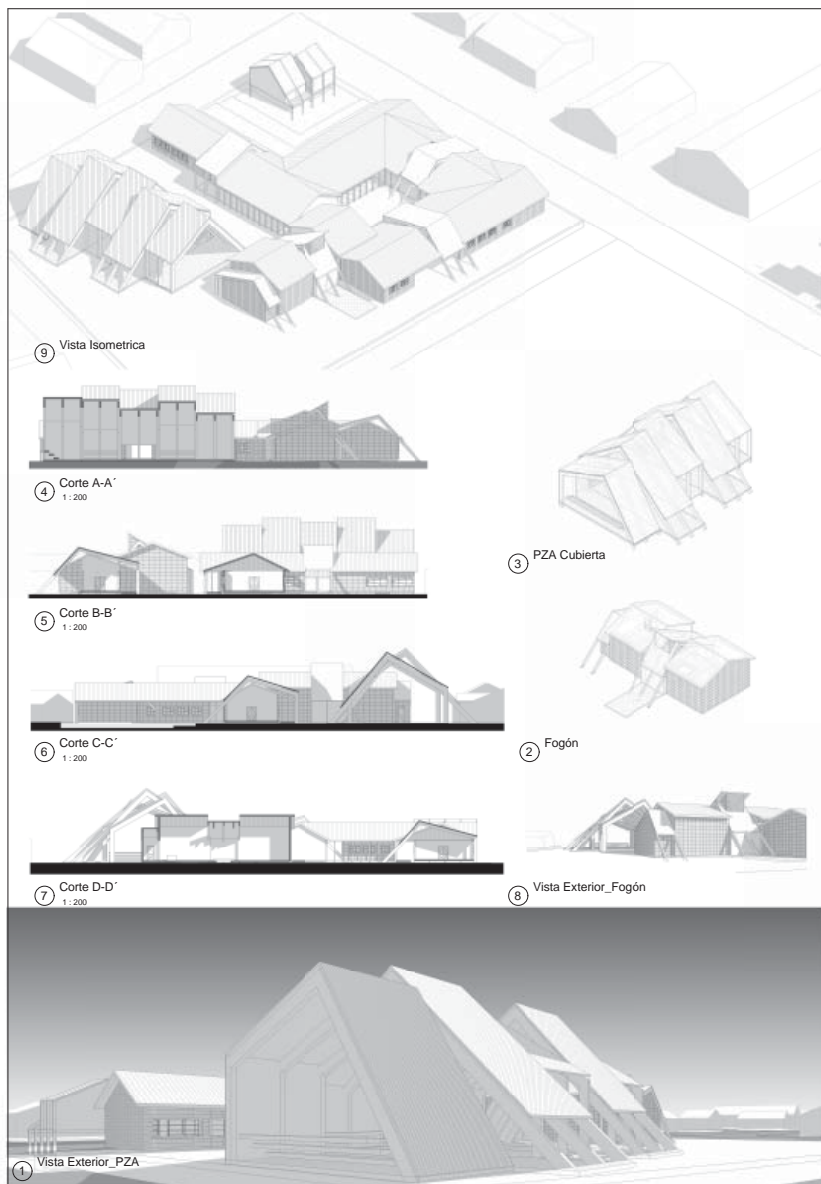 9 Vista Isometrica
4 Corte A-A´
1 : 200
3 PZA Cubierta
5 Corte B-B´
1 : 200
6 Corte C-C´
1 : 200
2 Fogón
7 Corte D-D´
1 : 200
8 Vista Exterior_Fogón
1 Vista Exterior_PZA